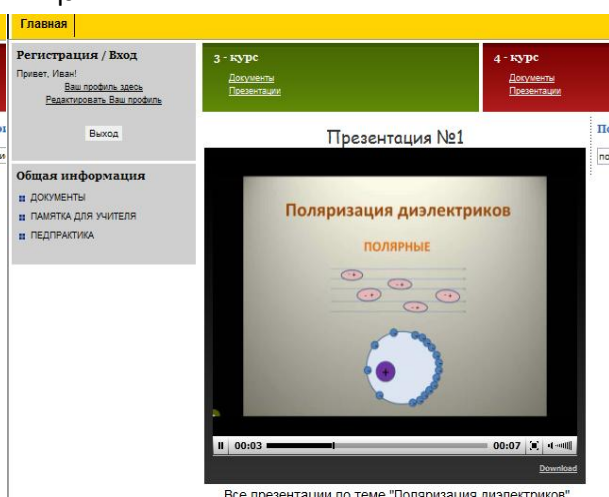 Главная
Регистрация / Вход
Привет, Иван!
Ваш профиль здесь
Редактировать Ваш профиль
Выход
Общая информация
ДОКУМЕНТЫ
ПАМЯТКА ДЛЯ УЧИТЕЛЯ
ПЕДПРАКТИКА
3 - курс
Документы
Презентации
4 - курс
Документы
Презентации
Презентация №1
Поляризация диэлектриков
ПОЛЯРНЫЕ
00:03
00:07
Download
Все презентации по теме "Поляризация диэлектриков"